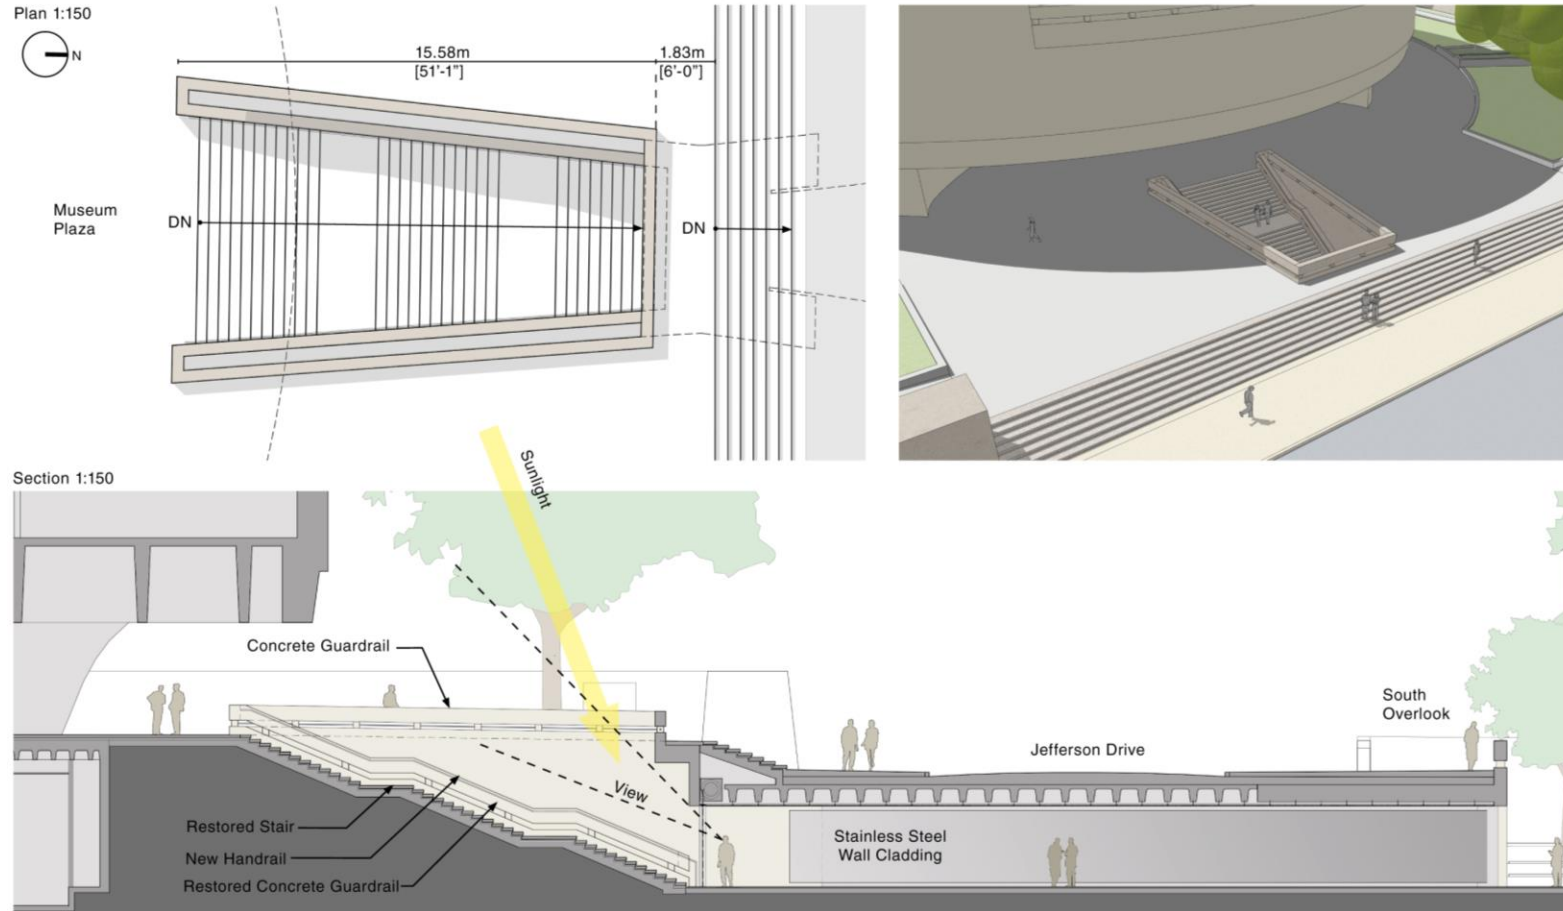 Plan 1:150
N
15.58m
[51'-1"]
1.83m
[6'-0"]
Museum
Plaza
DN
DN
Section 1:150
Sunlight
Concrete Guardrail
View
Restored Stair
New Handrail
Restored Concrete Guardrail
Stainless Steel
Wall Cladding
Jefferson Drive
South
Overlook